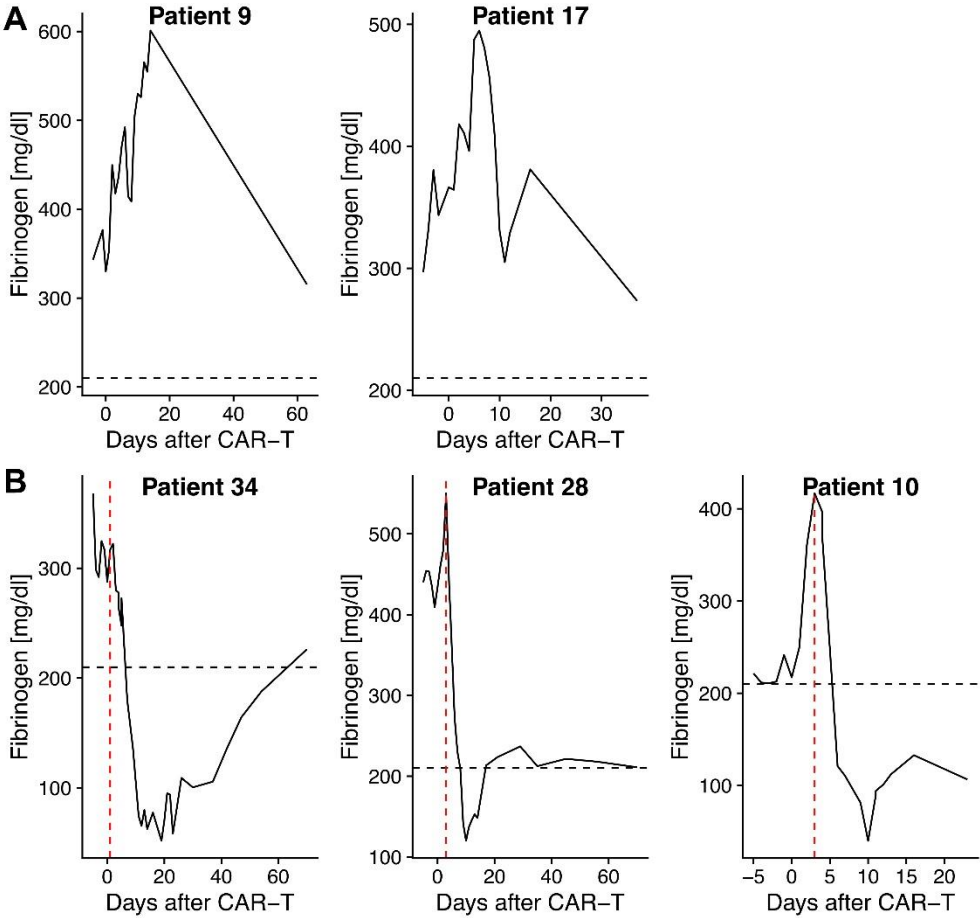 A
Patient 9
Patient 17
Fibrinogen [mg/dl]
600
500
400
300
200
0 20 40 60
Days after CAR−T
Fibrinogen [mg/dl]
500
400
300
200
0 10 20 30
Days after CAR−T
B
Patient 34
Patient 28
Patient 10
Fibrinogen [mg/dl]
300
200
100
0 20 40 60
Days after CAR−T
Fibrinogen [mg/dl]
500
400
300
200
100
0 20 40 60
Days after CAR−T
Fibrinogen [mg/dl]
400
300
200
100
−5 0 5 10 15 20
Days after CAR−T